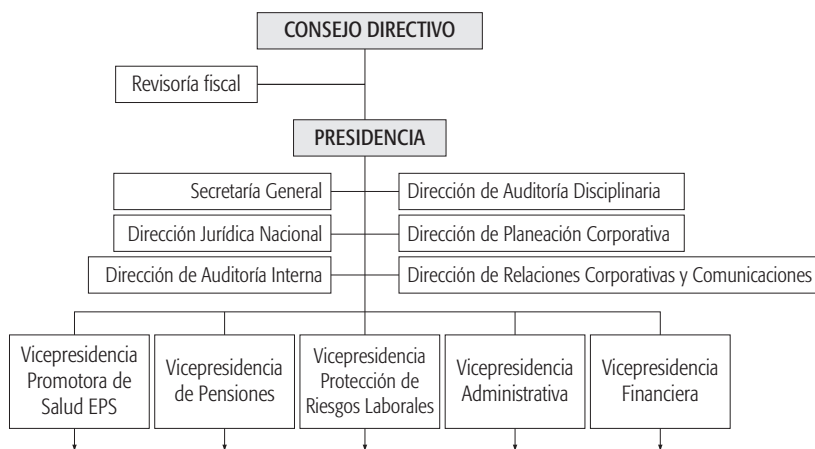 CONSEJO DIRECTIVO
Revisoría fiscal
PRESIDENCIA
Secretaría General
Dirección de Auditoría Disciplinaria
Dirección Jurídica Nacional
Dirección de Planeación Corporativa
Dirección de Auditoría Interna
Dirección de Relaciones Corporativas y Comunicaciones
Vicepresidencia
Promotora de
Salud EPS
Vicepresidencia
de Pensiones
Vicepresidencia
Protección de
Riesgos Laborales
Vicepresidencia
Administrativa
Vicepresidencia
Financiera